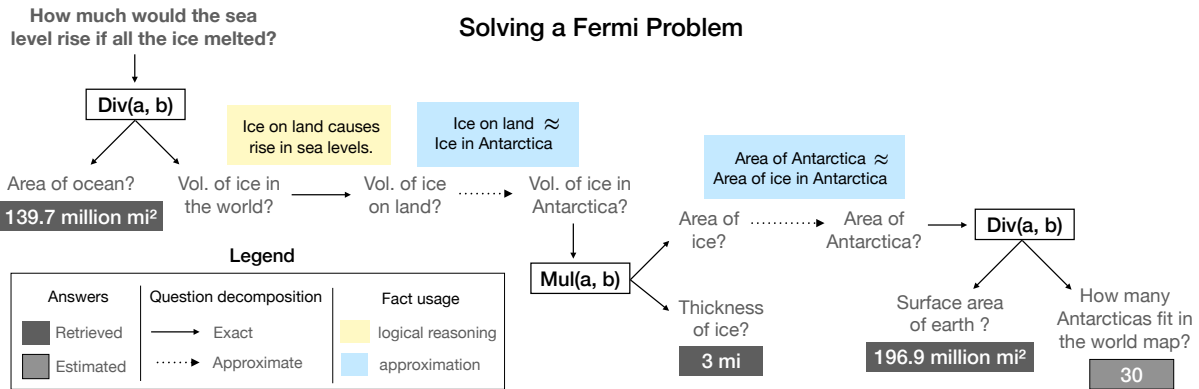 Solving a Fermi Problem
How much would the sea
level rise if all the ice melted?
Div(a, b)
Area of ocean?
139.7 million mi²
Vol. of ice in
the world?
Ice on land causes
rise in sea levels.
Vol. of ice
on land?
Ice on land ≈
Ice in Antarctica
Vol. of ice in
Antarctica?
Mul(a, b)
Area of
ice?
Thickness
of ice?
3 mi
Area of Antarctica ≈
Area of ice in Antarctica
Area of
Antarctica?
Div(a, b)
Surface area
of earth ?
196.9 million mi²
How many
Antarcticas fit in
the world map?
30
Legend
Answers
Retrieved
Estimated
Question decomposition
Exact
Approximate
Fact usage
logical reasoning
approximation